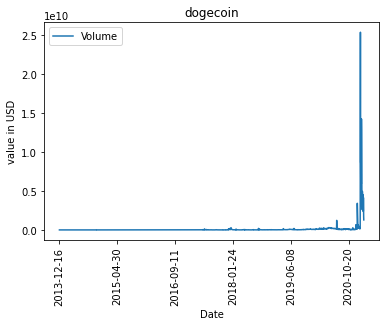 dogecoin
1e10
Volume
value in USD
2.5
2.0
1.5
1.0
0.5
0.0
2013-12-16
2015-04-30
2016-09-11
2018-01-24
2019-06-08
2020-10-20
Date